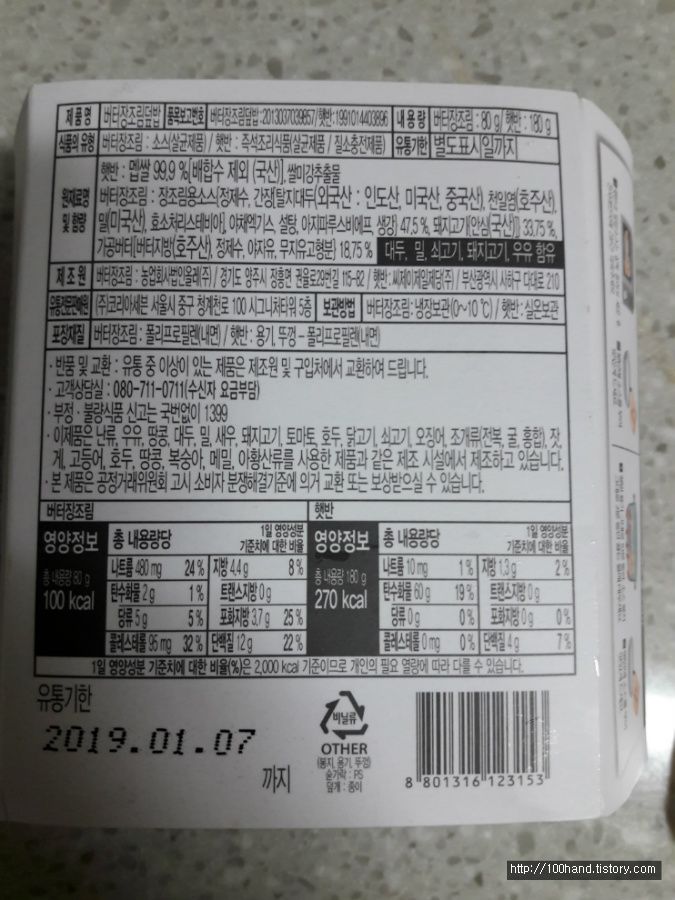 제 품 명 버터장조림덮밥 품목보고번호 버터장조림덮밥:2013037039857/햇반:1991014403896 내 용 량 버터장조림 : 80 g/ 햇반 : 180 g
식품의 유형 버터장조림 : 소스(살균제품) / 햇반 : 즉석조리식품(살균제품 / 질소충전제품) 유통기한 별도표시일까지
원재료명 및 함량 햇반 : 멥쌀 99.9 %[배합수 제외 (국산)], 쌀미강추출물
버터장조림 : 장조림용소스[정제수, 간장{탈지대두(외국산 : 인도산, 미국산, 중국산), 천일염(호주산),
밀(미국산), 효소처리스테비아}, 야채엑기스, 설탕, 아지파루스비에프, 생강] 47.5 %, 돼지고기[안심(국산)] 33.75 %,
가공버터[버터지방(호주산), 정제수, 야자유, 무지유고형분] 18.75 % 대두, 밀, 쇠고기, 돼지고기, 우유 함유
제 조 원 버터장조림 : 농업회사법인올래(주) / 경기도 양주시 장흥면 권율로28번길 115-82 / 햇반 : 씨제이제일제당(주) / 부산광역시 사하구 다대로 210
유통전문판매원 (주)코리아세븐 서울시 중구 청계천로 100 시그니처타워 5층 보관방법 버터장조림 : 냉장보관(0~10 ℃) / 햇반 : 실온보관
포장재질 버터장조림 : 폴리프로필렌(내면) / 햇반 : 용기, 뚜껑 - 폴리프로필렌(내면)
· 반품 및 교환 : 유통 중 이상이 있는 제품은 제조원 및 구입처에서 교환하여 드립니다.
· 고객상담실 : 080-711-0711(수신자 요금부담)
· 부정 · 불량식품 신고는 국번없이 1399
· 이제품은 난류, 우유, 땅콩, 대두, 밀, 새우, 돼지고기, 토마토, 호두, 닭고기, 쇠고기, 오징어, 조개류(전복, 굴, 홍합), 잣,
게, 고등어, 호두, 땅콩, 복숭아, 메밀, 아황산류를 사용한 제품과 같은 제조 시설에서 제조하고 있습니다.
· 본 제품은 공정거래위원회 고시 소비자 분쟁해결기준에 의거 교환 또는 보상받으실 수 있습니다.
버터장조림 햇반
영양정보 총 내용량당 1일 영양성분 기준치에 대한 비율 영양정보 총 내용량당 1일 영양성분 기준치에 대한 비율
총 내용량 80 g 나트륨 480 mg 24 % 지방 4.4 g 8 % 총 내용량 180 g 나트륨 10 mg 1 % 지방 1.3 g 2 %
100 kcal 탄수화물 2 g 1 % 트랜스지방 0 g 270 kcal 탄수화물 60 g 19 % 트랜스지방 0 g
당류 5 g 5 % 포화지방 3.7 g 25 % 당류 0 g 0 % 포화지방 0 g 0 %
콜레스테롤 95 mg 32 % 단백질 12 g 22 % 콜레스테롤 0 mg 0 % 단백질 4 g 7 %
1일 영양성분 기준치에 대한 비율(%)은 2,000 kcal 기준이므로 개인의 필요 열량에 따라 다를 수 있습니다.
유통기한
2019.01.07
까지
비닐류
OTHER
(봉지, 용기, 뚜껑)
숟가락 : PS
덮개 : 종이
8 801316 123153
http://100hand.tistory.com